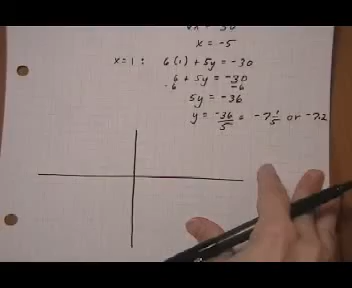 x = -5
x=1: 6(1) + 5y = -30
6 + 5y = -30
-6 -6
5y = -36
y = -36/5 = -7 1/5 or -7.2